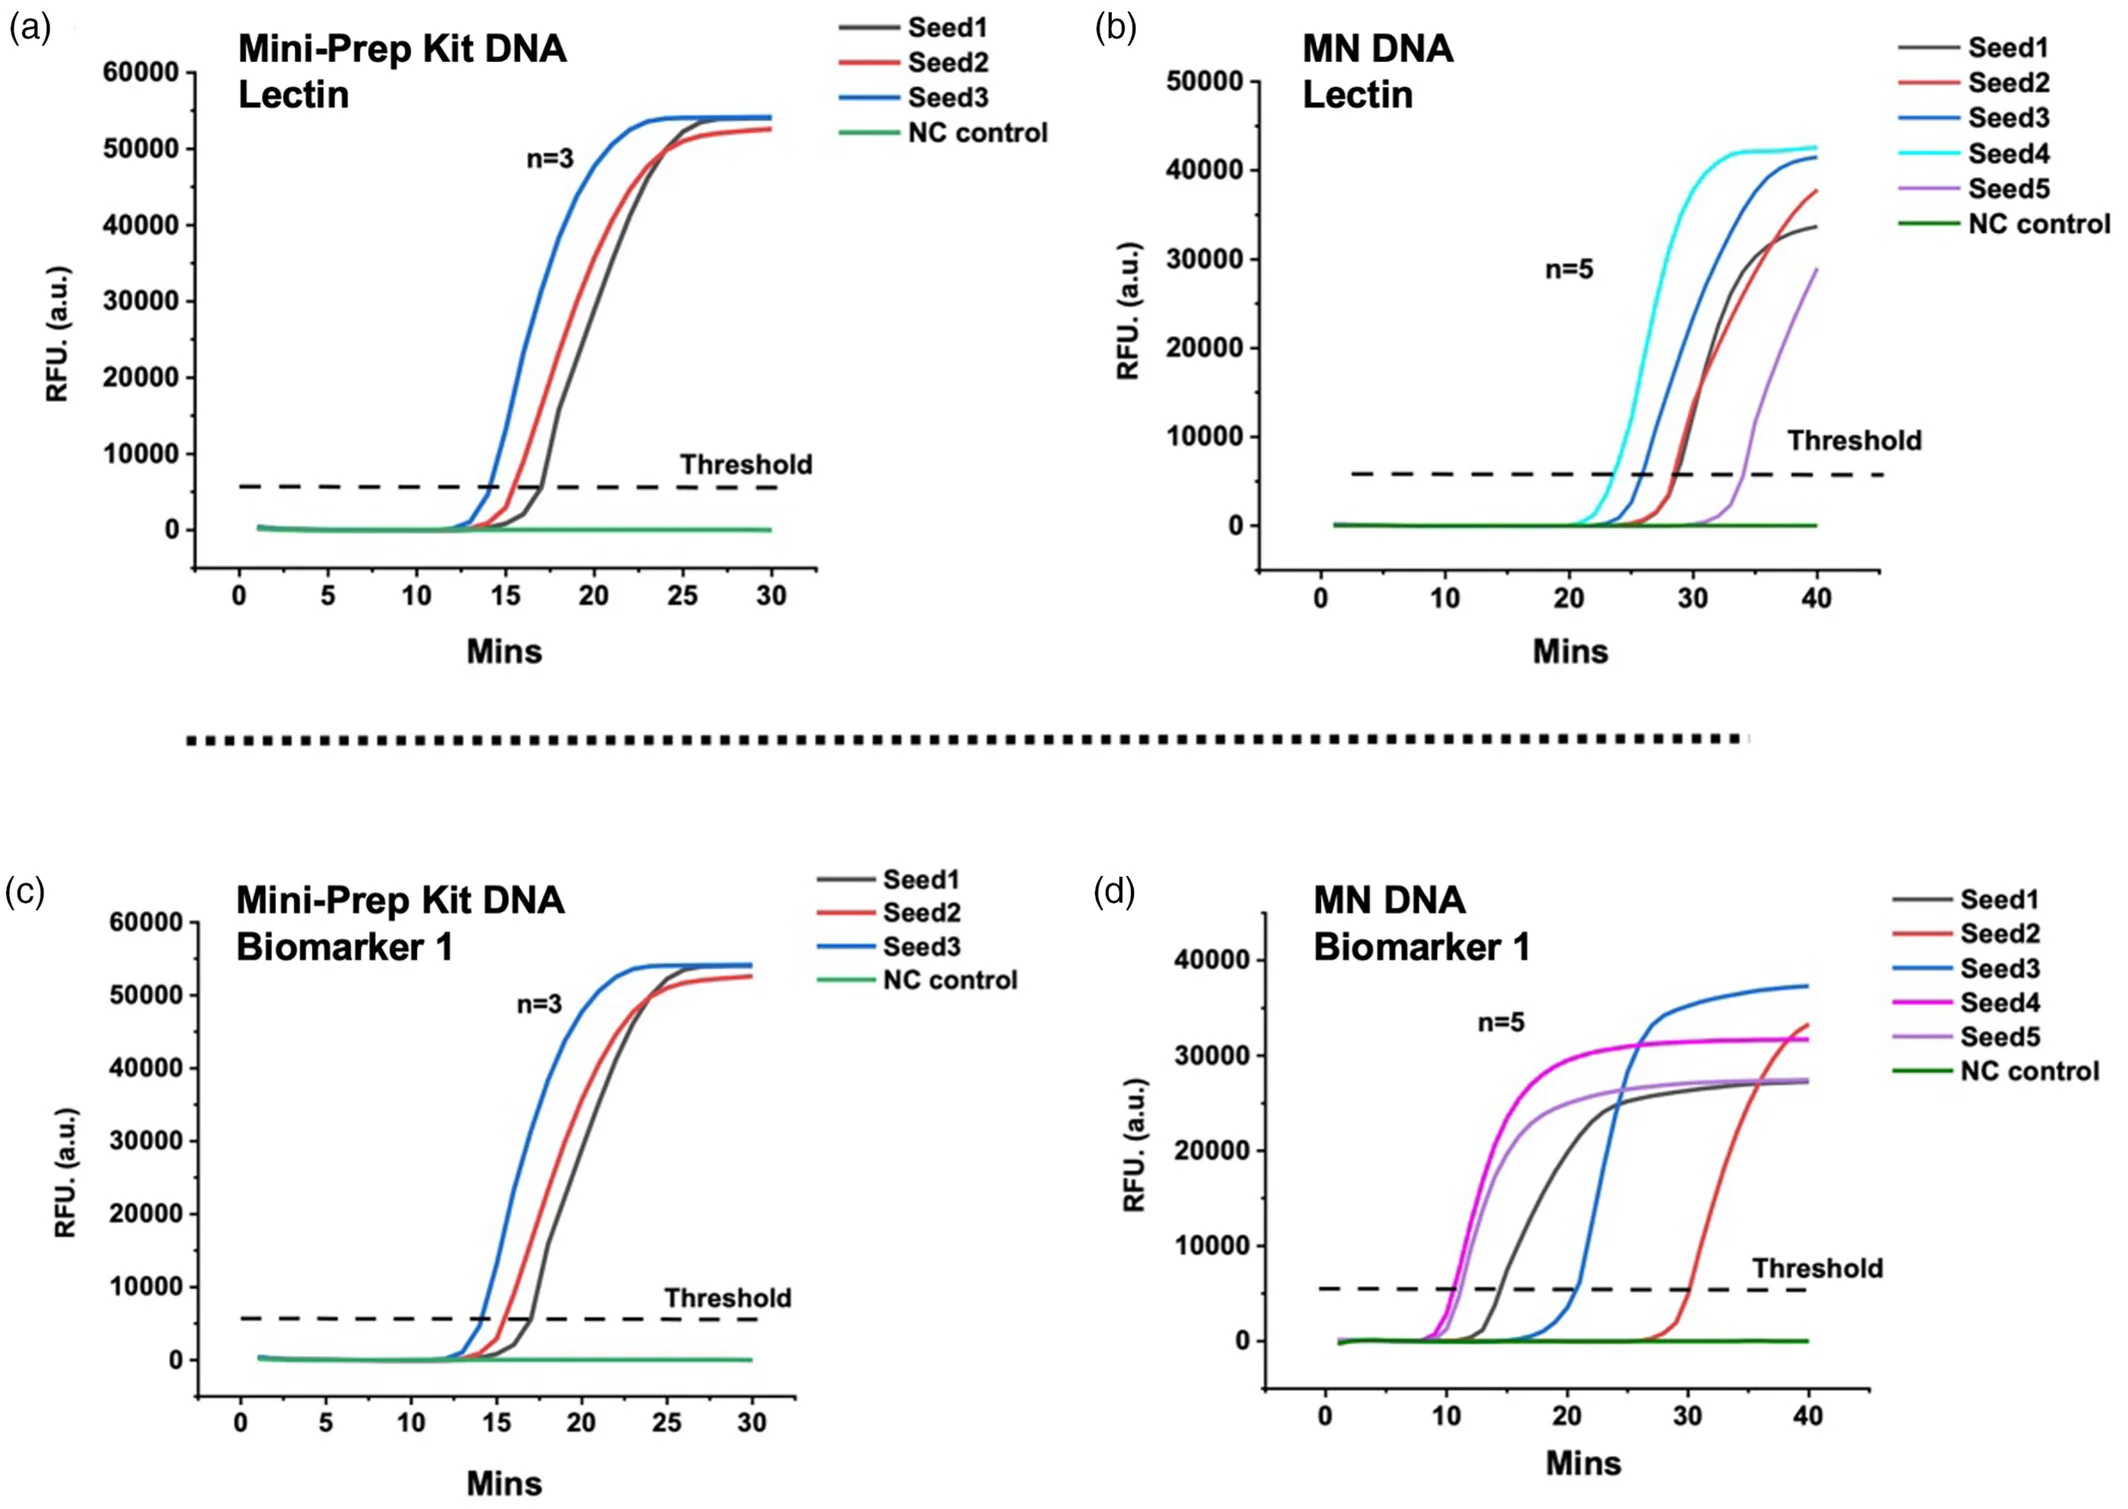 (a)
Mini-Prep Kit DNA
Lectin
Seed1
Seed2
Seed3
NC control
n=3
Threshold
60000
50000
40000
30000
20000
10000
0
RFU. (a.u.)
0 5 10 15 20 25 30
Mins
(b)
MN DNA
Lectin
Seed1
Seed2
Seed3
Seed4
Seed5
NC control
n=5
Threshold
50000
40000
30000
20000
10000
0
RFU. (a.u.)
0 10 20 30 40
Mins
(c)
Mini-Prep Kit DNA
Biomarker 1
Seed1
Seed2
Seed3
NC control
n=3
Threshold
60000
50000
40000
30000
20000
10000
0
RFU. (a.u.)
0 5 10 15 20 25 30
Mins
(d)
MN DNA
Biomarker 1
Seed1
Seed2
Seed3
Seed4
Seed5
NC control
n=5
Threshold
40000
30000
20000
10000
0
RFU. (a.u.)
0 10 20 30 40
Mins